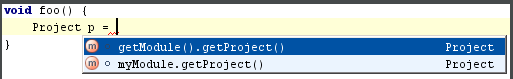 void foo() {
Project p =
m getModule().getProject() Project
m myModule.getProject() Project
}